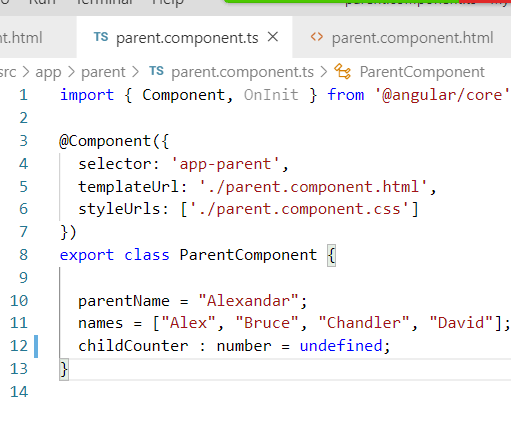 Terminal Help
t.html
TS parent.component.ts
<> parent.component.html
src > app > parent > TS parent.component.ts > ParentComponent
1 import { Component, OnInit } from '@angular/core'
2
3 @Component({
4 selector: 'app-parent',
5 templateUrl: './parent.component.html',
6 styleUrls: ['./parent.component.css']
7 })
8 export class ParentComponent {
9
10 parentName = "Alexandar";
11 names = ["Alex", "Bruce", "Chandler", "David"];
12 childCounter : number = undefined;
13 }
14